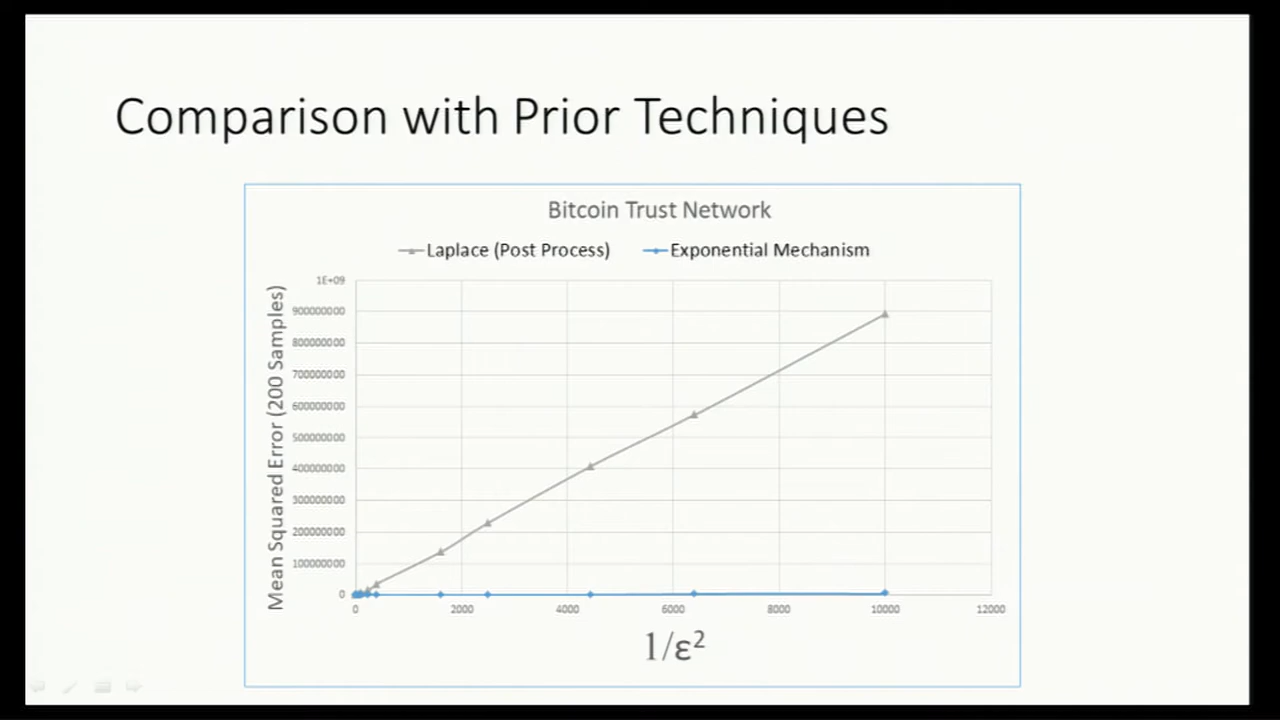 Comparison with Prior Techniques
Bitcoin Trust Network
Laplace (Post Process) Exponential Mechanism
Mean Squared Error (200 Samples)
1E+09
900000000
800000000
700000000
600000000
500000000
400000000
300000000
200000000
100000000
0
0 2000 4000 6000 8000 10000 12000
1/ε²